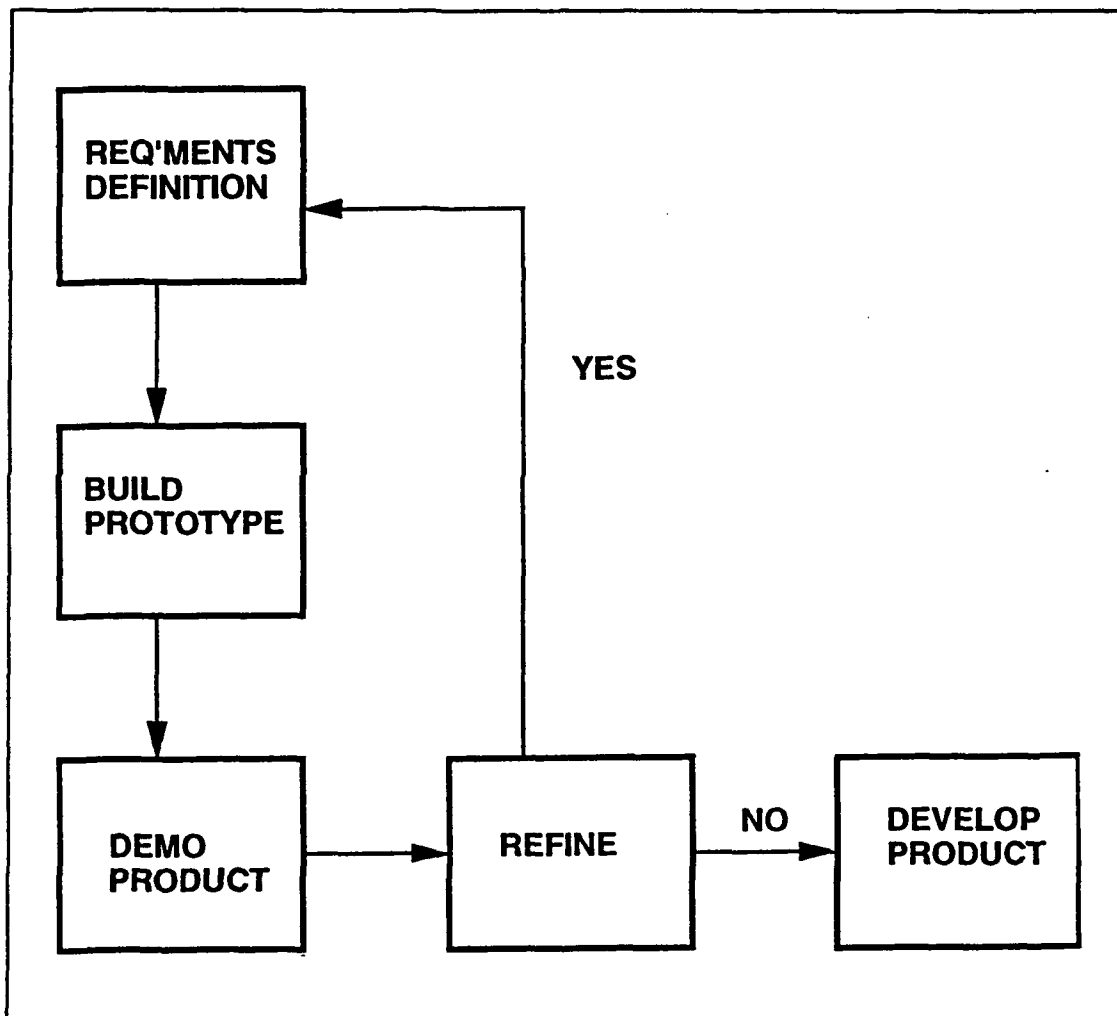 REQ'MENTS
DEFINITION
YES
BUILD
PROTOTYPE
DEMO
PRODUCT
REFINE
NO
DEVELOP
PRODUCT